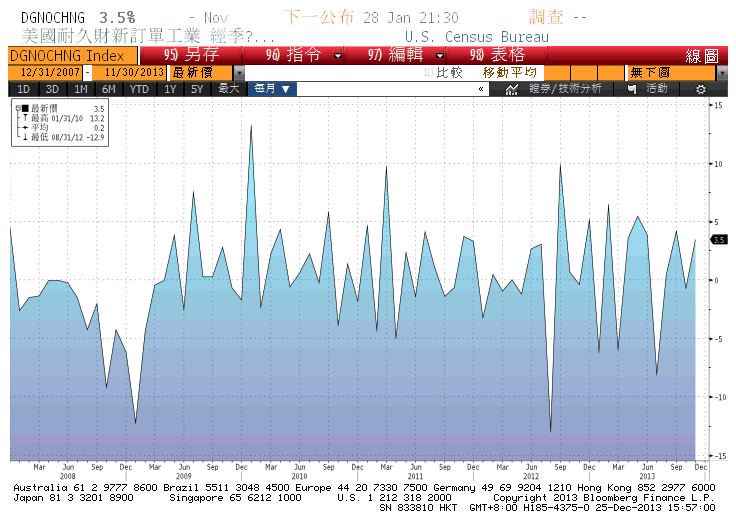 DGNOCHNG 3.5% - Nov 下一公布 28 Jan 21:30 調查 --
美國耐久財新訂單工業 經季?... U.S. Census Bureau
DGNOCHNG Index 95) 另存 96) 指令 97) 編輯 98) 表格 線圖
12/31/2007 - 11/30/2013 最新價 比較 移動平均 無下價
1D 3D 1M 6M YTD 1Y 5Y 最大 每月 ▼ « 證券/技術分析 活動
最新價 3.5
最高 01/31/10 13.2
平均 0.2
最低 08/31/12 -12.9
15
10
5
3.5
0
-5
-10
-15
Mar Jun Sep Dec Mar Jun Sep Dec Mar Jun Sep Dec Mar Jun Sep Dec Mar Jun Sep Dec Mar Jun Sep Dec
2008 2009 2010 2011 2012 2013
Australia 61 2 9777 8600 Brazil 5511 3048 4500 Europe 44 20 7330 7500 Germany 49 69 9204 1210 Hong Kong 852 2977 6000
Japan 81 3 3201 8900 Singapore 65 6212 1000 U.S. 1 212 318 2000 Copyright 2013 Bloomberg Finance L.P.
SN 833810 HKT GMT+8:00 H185-4375-0 25-Dec-2013 15:57:00